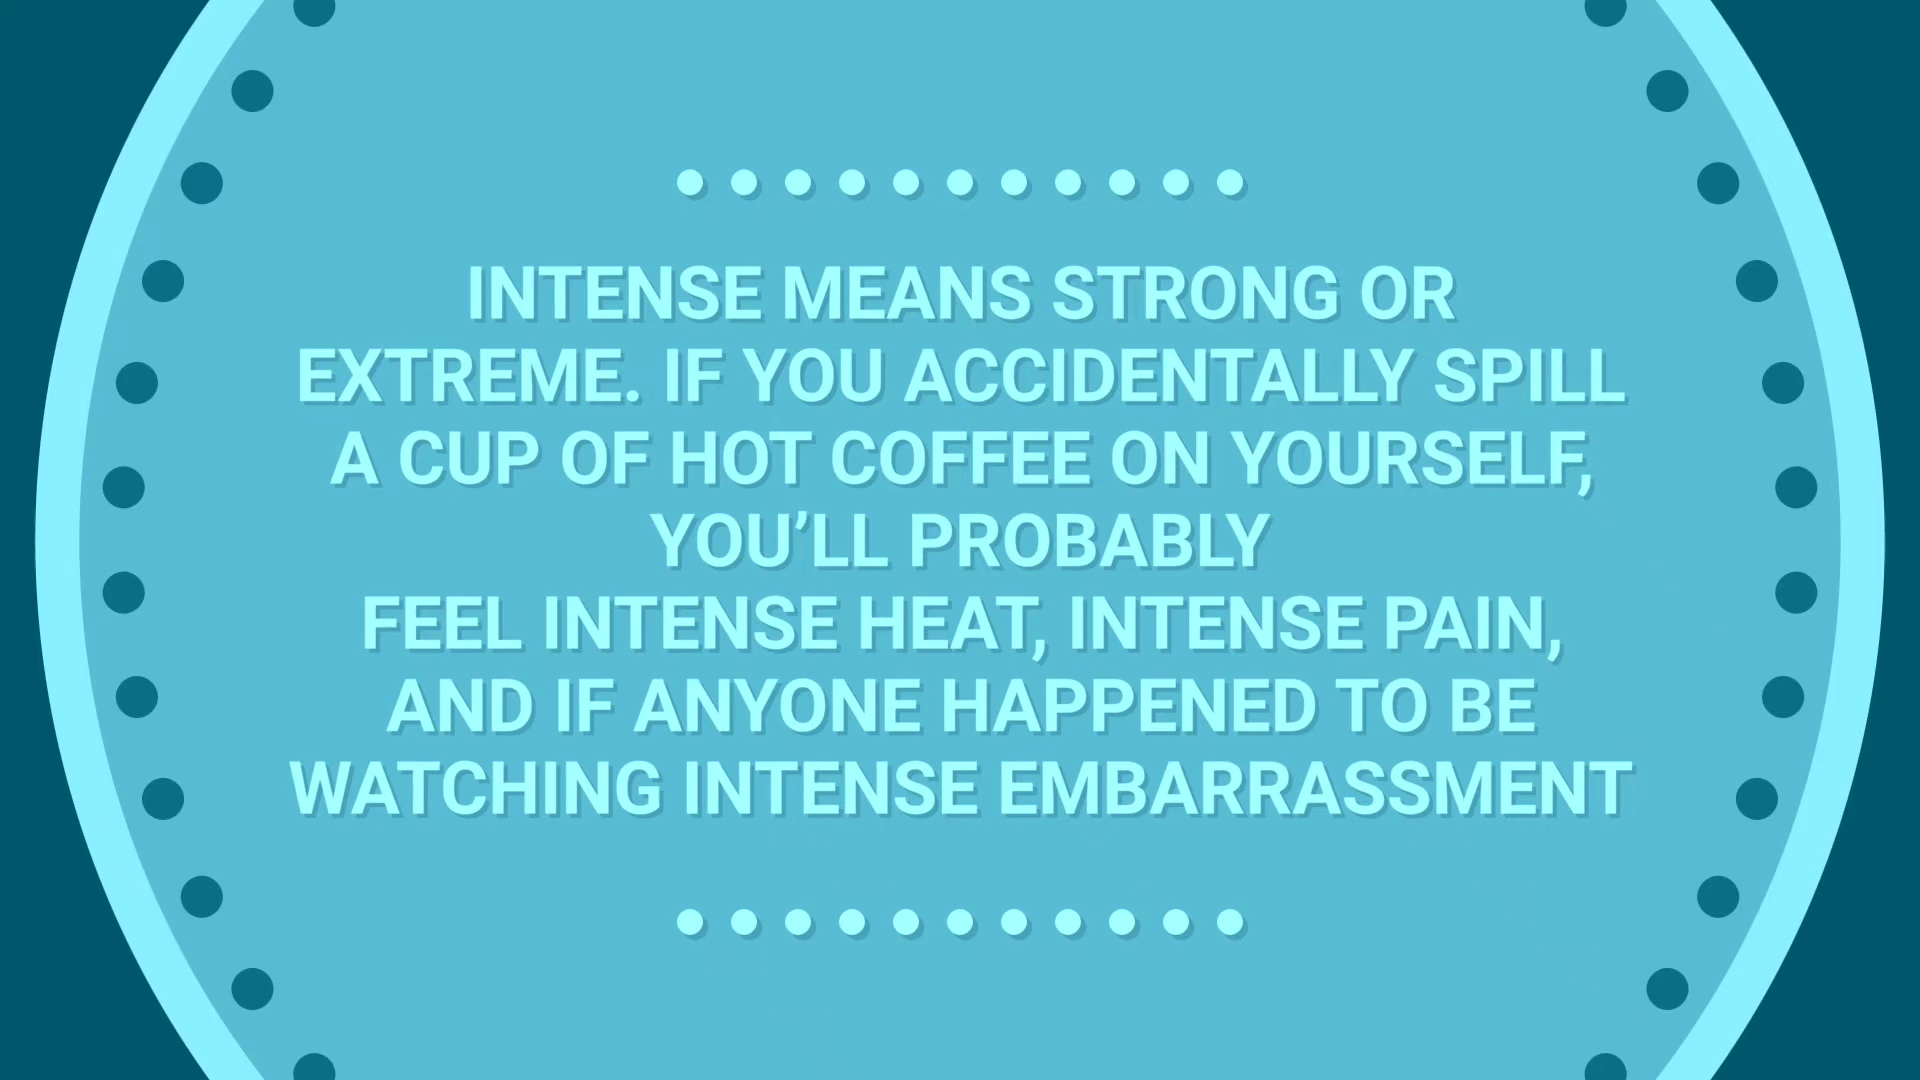 INTENSE MEANS STRONG OR
EXTREME. IF YOU ACCIDENTALLY SPILL
A CUP OF HOT COFFEE ON YOURSELF,
YOU’LL PROBABLY
FEEL INTENSE HEAT, INTENSE PAIN,
AND IF ANYONE HAPPENED TO BE
WATCHING INTENSE EMBARRASSMENT